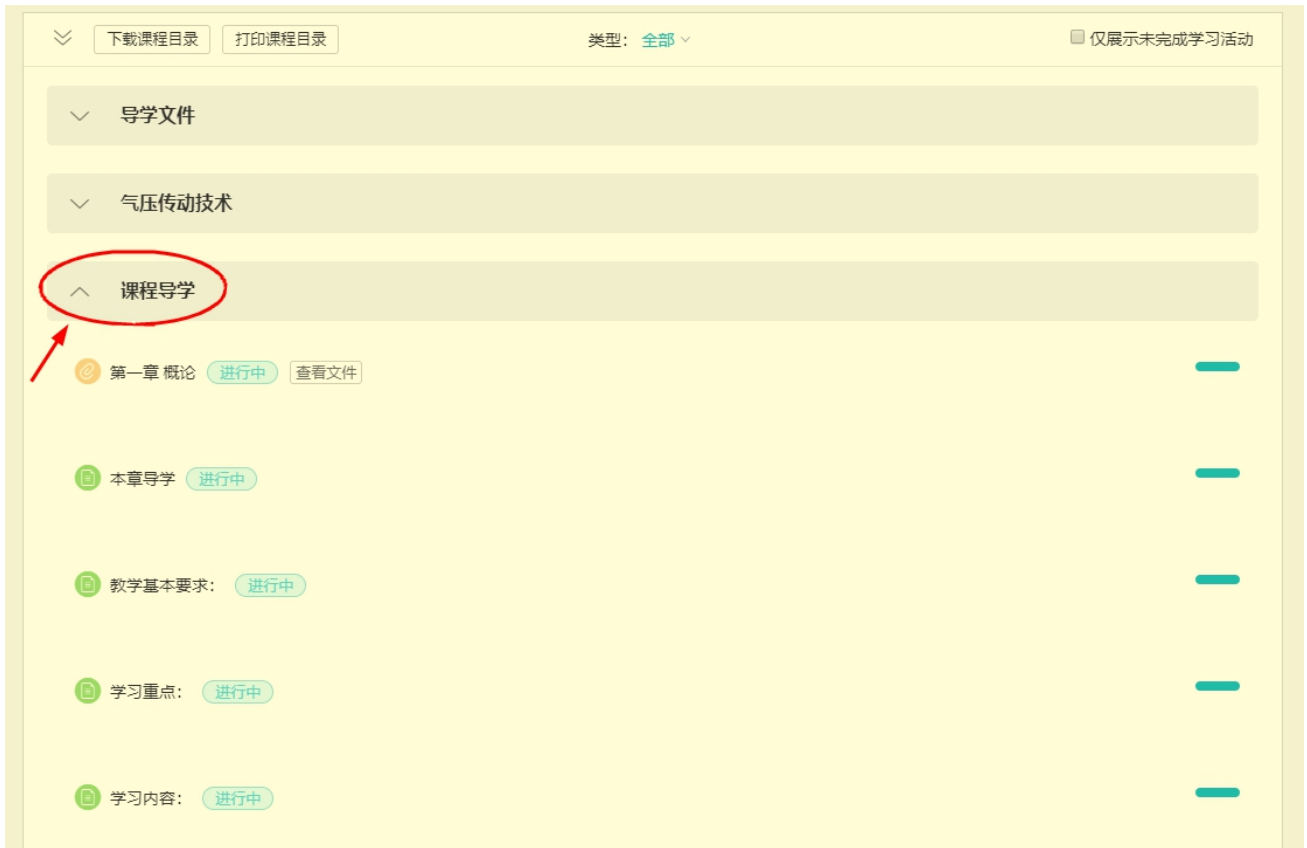 下载课程目录 打印课程目录 类型: 全部 仅展示未完成学习活动
导学文件
气压传动技术
课程导学
第一章 概论 进行中 查看文件
本章导学 进行中
教学基本要求: 进行中
学习重点: 进行中
学习内容: 进行中